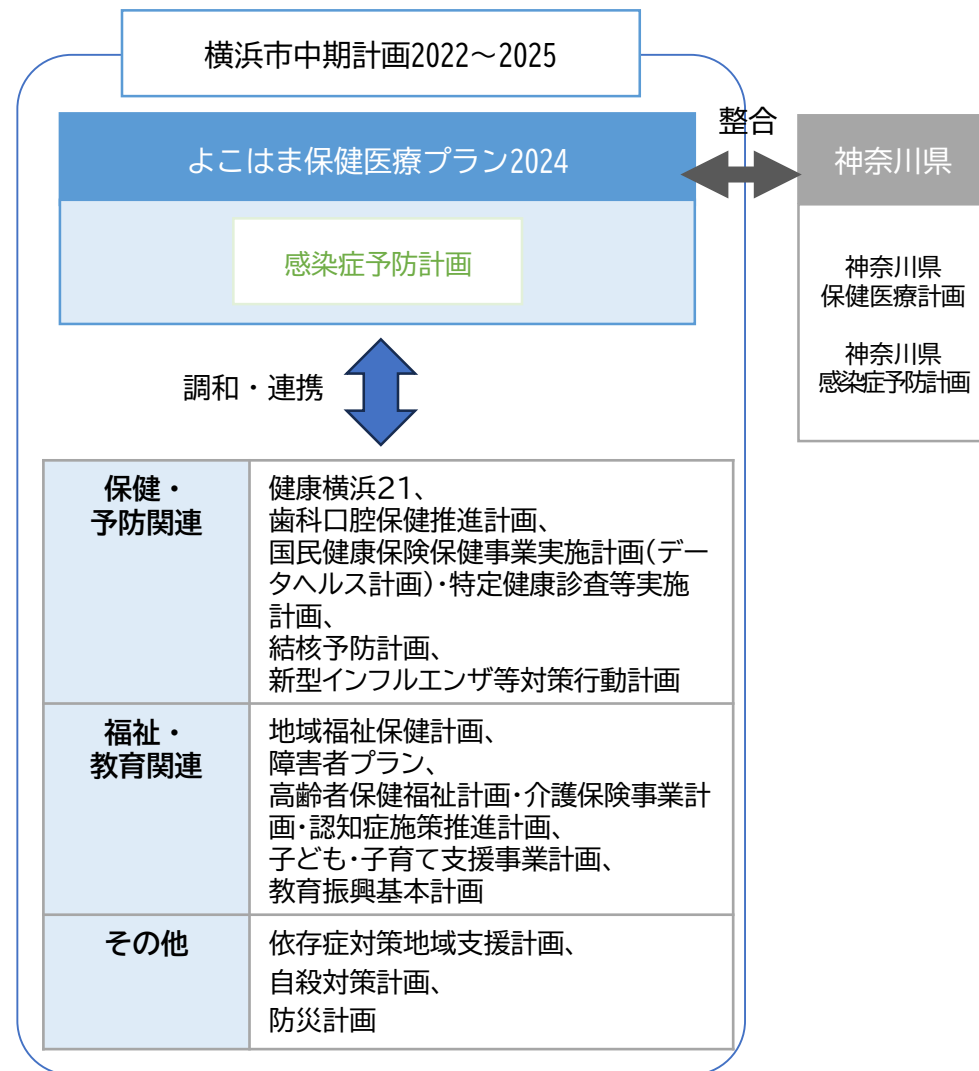 横浜市中期計画2022～2025
よこはま保健医療プラン2024
感染症予防計画
整合
神奈川県
神奈川県
保健医療計画
神奈川県
感染症予防計画
調和・連携
保健・
予防関連
健康横浜21、
歯科口腔保健推進計画、
国民健康保険保健事業実施計画(デー
タヘルス計画)・特定健康診査等実施
計画、
結核予防計画、
新型インフルエンザ等対策行動計画
福祉・
教育関連
地域福祉保健計画、
障害者プラン、
高齢者保健福祉計画・介護保険事業計
画・認知症施策推進計画、
子ども・子育て支援事業計画、
教育振興基本計画
その他
依存症対策地域支援計画、
自殺対策計画、
防災計画